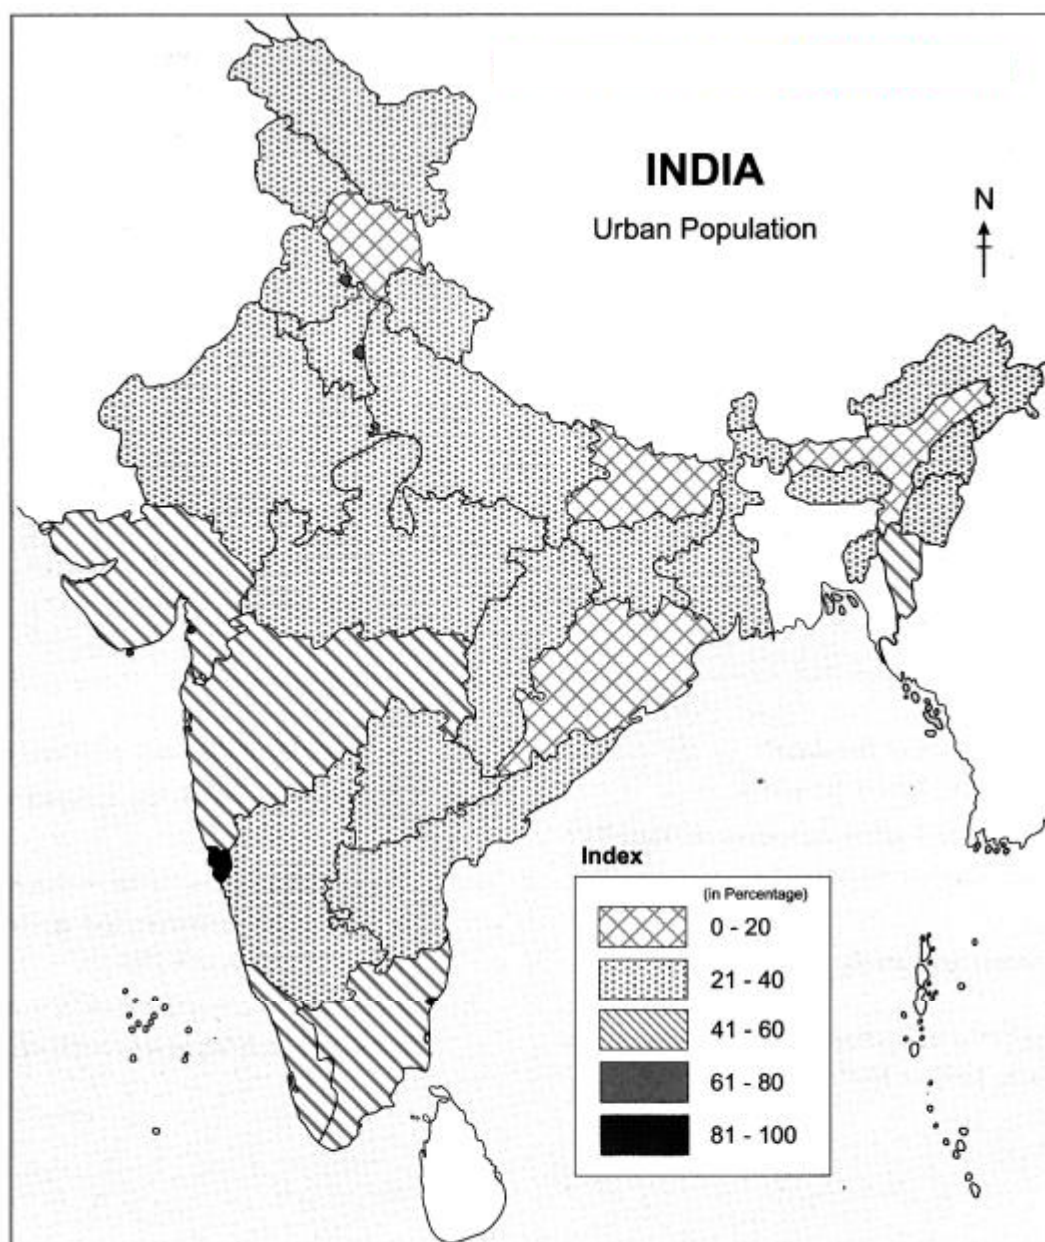 INDIA
Urban Population
N
Index
(in Percentage)
0 - 20
21 - 40
41 - 60
61 - 80
81 - 100